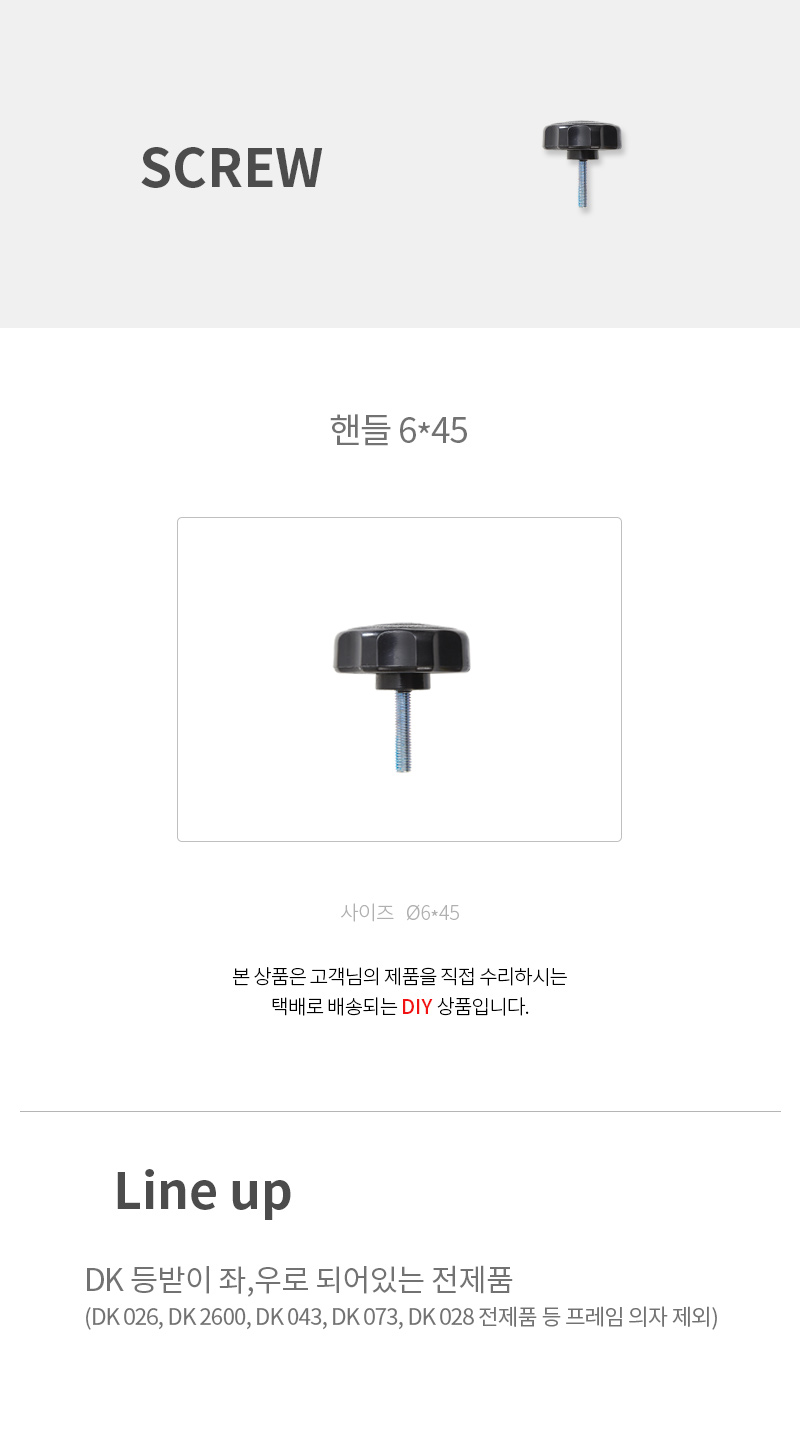 SCREW
핸들 6*45
사이즈 Ø6*45
본 상품은 고객님의 제품을 직접 수리하시는
택배로 배송되는 DIY 상품입니다.
Line up
DK 등받이 좌,우로 되어있는 전제품
(DK 026, DK 2600, DK 043, DK 073, DK 028 전제품 등 프레임 의자 제외)